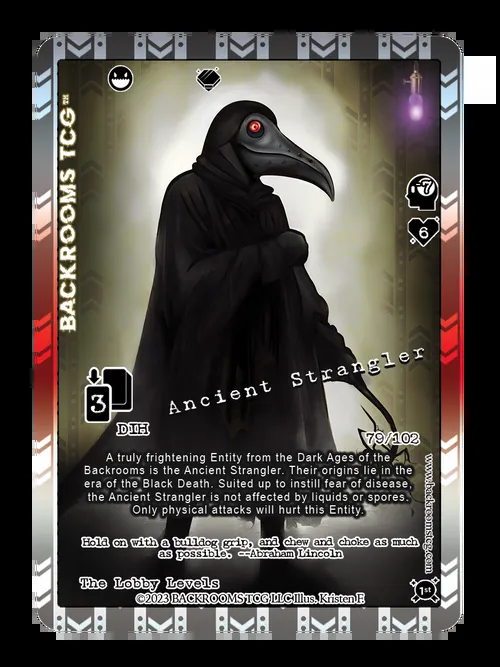 BACKROOMS TCG™
7
6
Ancient Strangler
3
DIH
79/102
A truly frightening Entity from the Dark Ages of the
Backrooms is the Ancient Strangler. Their origins lie in the
era of the Black Death. Suited up to instill fear of disease,
the Ancient Strangler is not affected by liquids or spores.
Only physical attacks will hurt this Entity.
Hold on with a bulldog grip, and chew and choke as much
as possible. --Abraham Lincoln
www.backroomstcg.com
The Lobby Levels
1st
©2023 BACKROOMS TCG LLC Illus. Kristen F.